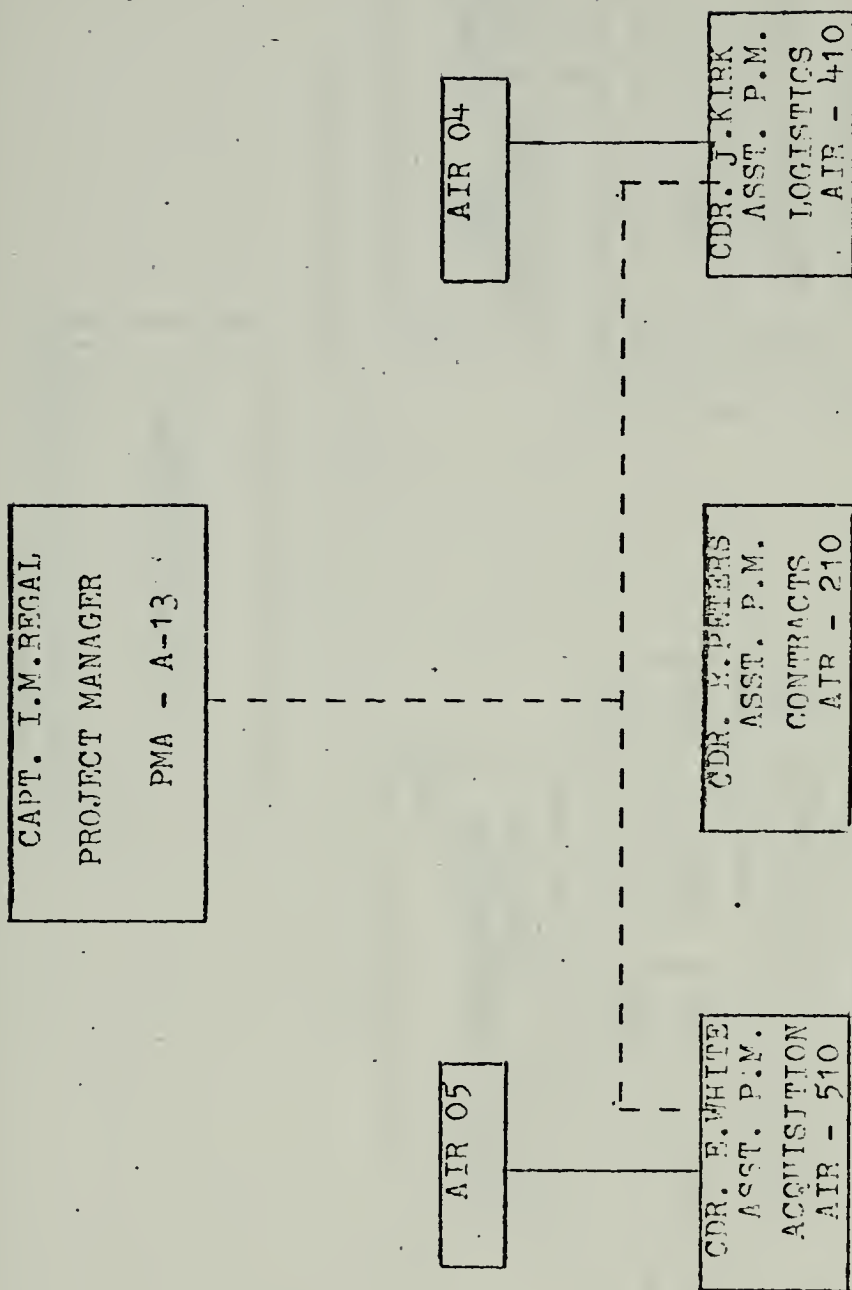 CAPT. I.M.REGAL
PROJECT MANAGER
PMA - A-13
AIR 05
AIR 04
CDR. E.WHITE
ASST. P.M.
ACQUISITION
AIR - 510
CDR. R.PETERS
ASST. P.M.
CONTRACTS
AIR - 210
CDR. J.KIRK
ASST. P.M.
LOGISTICS
AIR - 410